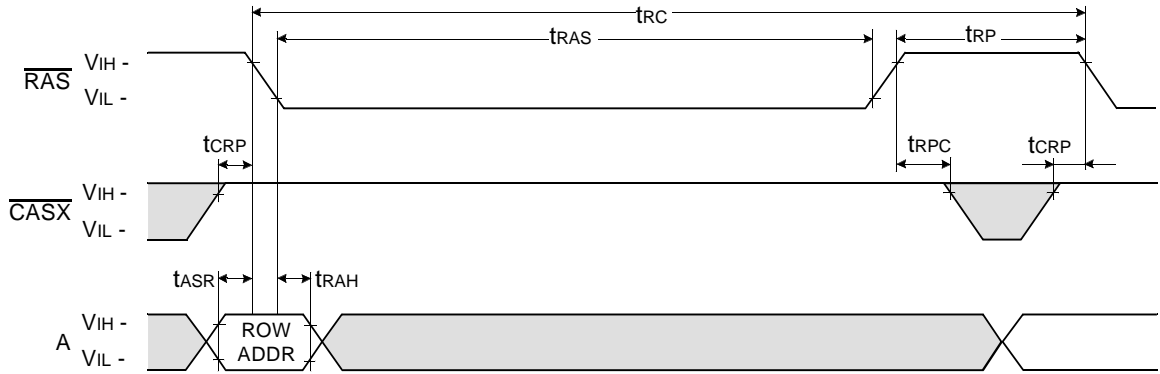 tRC
tRAS
tRP
RAS
VIH -
VIL -
tCRP
tRPC
tCRP
CASX
VIH -
VIL -
tASR
tRAH
A
VIH -
VIL -
ROW
ADDR